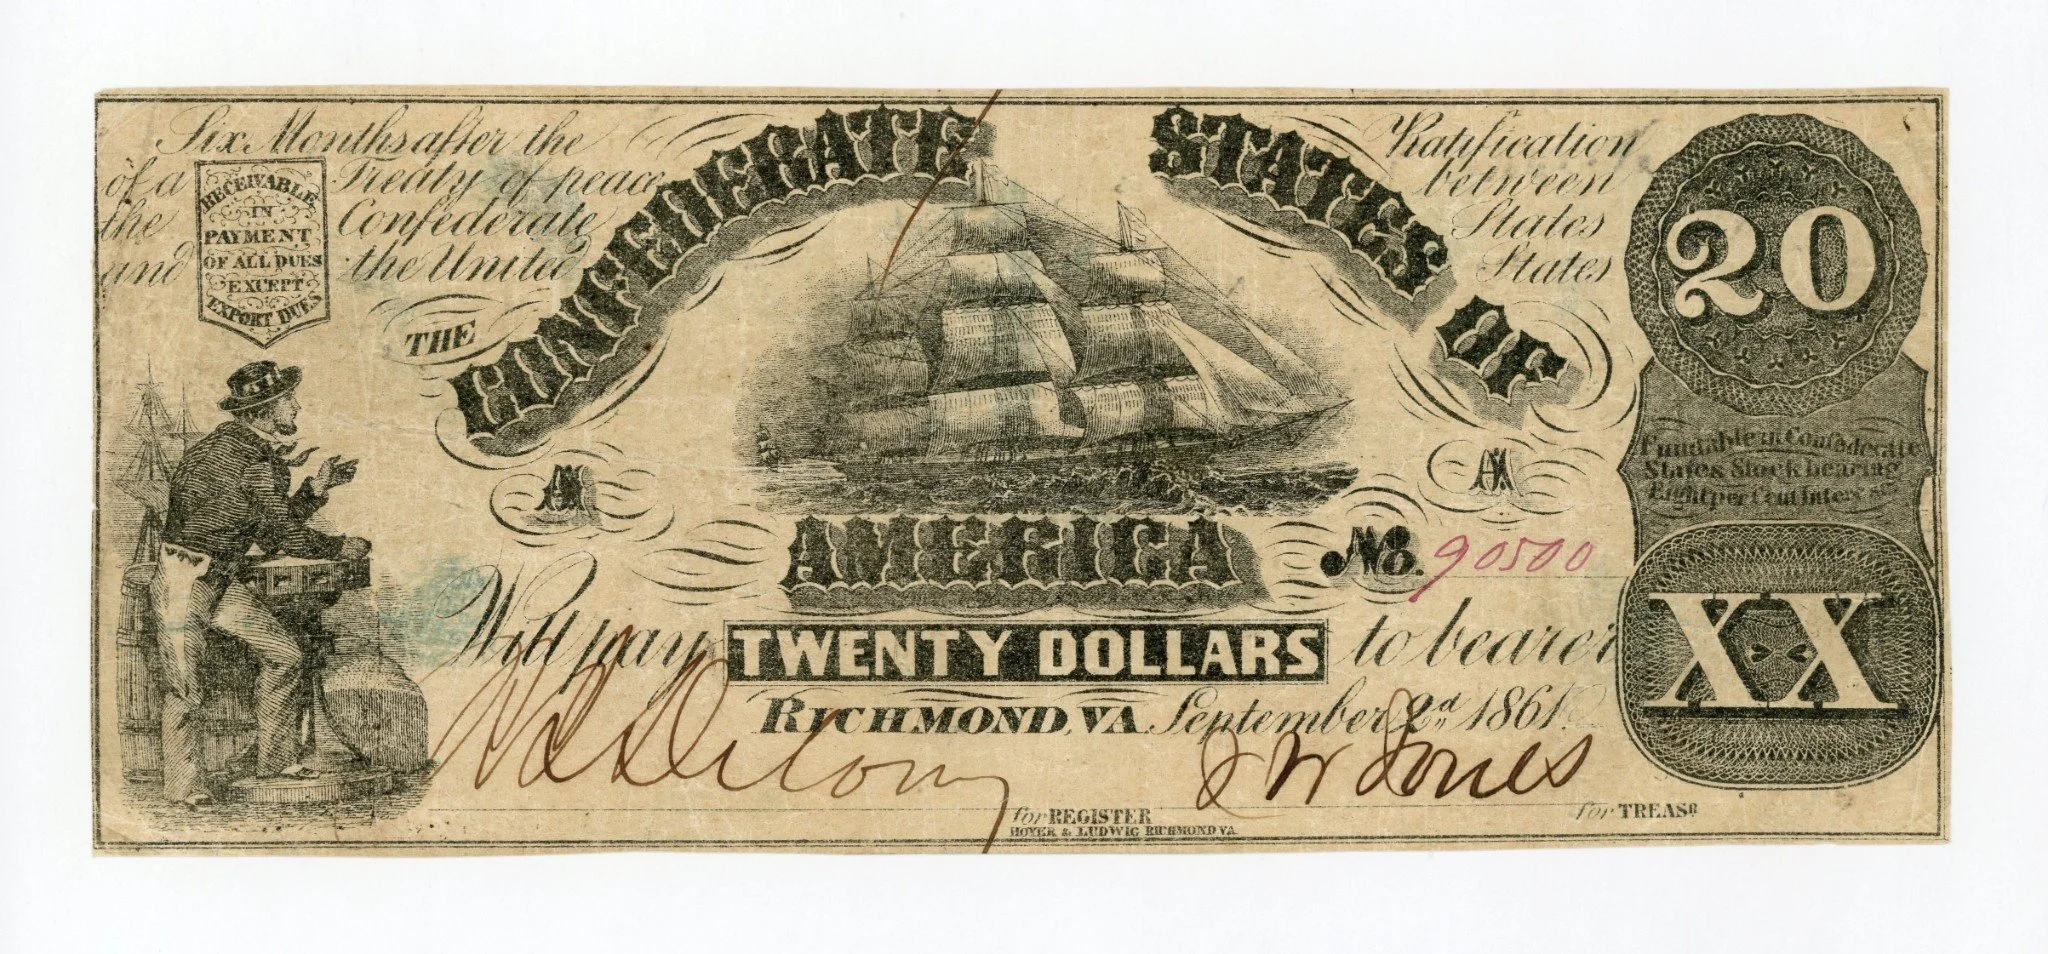 Six Months after the
of a Treaty of peace
the Confederate
and the United
RECEIVABLE
IN
PAYMENT
OF ALL DUES
EXCEPT
EXPORT DUES
THE CONFEDERATE STATES OF
Ratification
between
States
States
20
Fundable in Confederate
States Stock bearing
Eight per Cent Interest
A A
AMERICA
No. 90500
Will pay TWENTY DOLLARS to bearer
RICHMOND, VA September 2d 1861
XX
J W Jones
for REGISTER
for TREASR
HOYER & LUDWIG RICHMOND VA